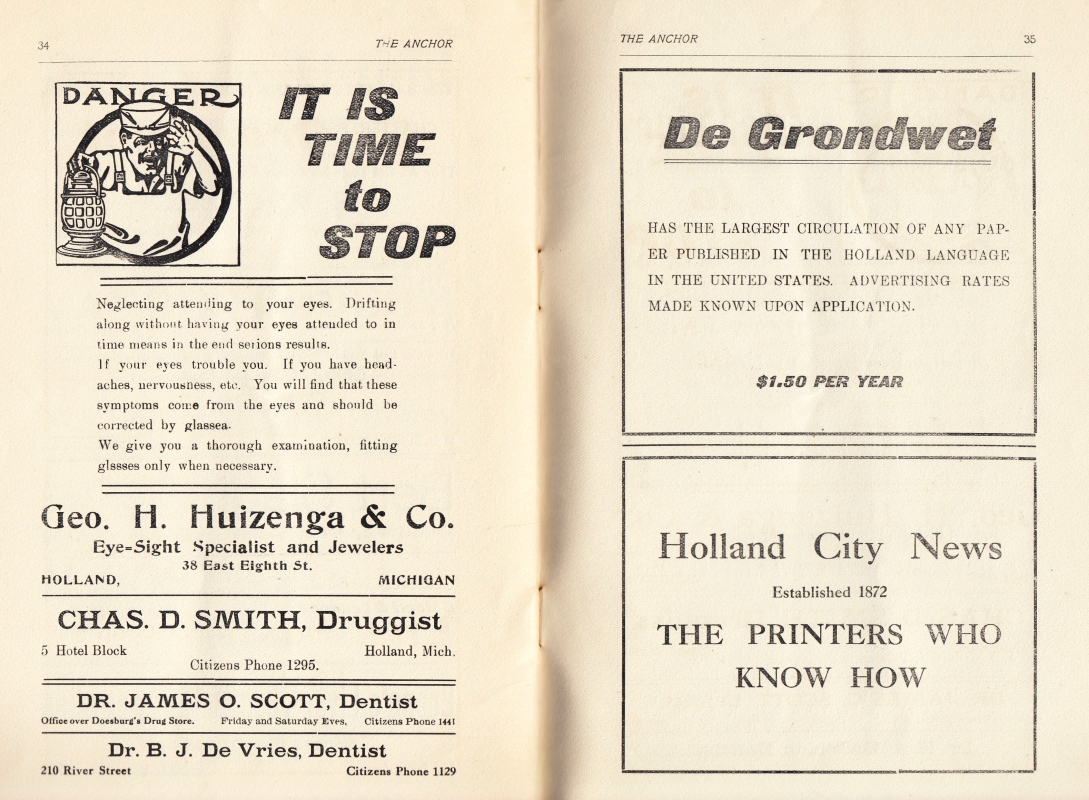 34
THE ANCHOR
DANGER
IT IS
TIME
to
STOP
Neglecting attending to your eyes. Drifting
along without having your eyes attended to in
time means in the end serions results.
If your eyes trouble you. If you have head-
aches, nervousness, etc. You will find that these
symptoms come from the eyes and should be
corrected by glassea.
We give you a thorough examination, fitting
glasses only when necessary.
Geo. H. Huizenga & Co.
Eye=Sight Specialist and Jewelers
38 East Eighth St.
HOLLAND, MICHIGAN
CHAS. D. SMITH, Druggist
5 Hotel Block Holland, Mich.
Citizens Phone 1295.
DR. JAMES O. SCOTT, Dentist
Office over Doesburg's Drug Store. Friday and Saturday Eves, Citizens Phone 1441
Dr. B. J. De Vries, Dentist
210 River Street Citizens Phone 1129
THE ANCHOR
35
De Grondwet
HAS THE LARGEST CIRCULATION OF ANY PAP-
ER PUBLISHED IN THE HOLLAND LANGUAGE
IN THE UNITED STATES. ADVERTISING RATES
MADE KNOWN UPON APPLICATION.
$1.50 PER YEAR
Holland City News
Established 1872
THE PRINTERS WHO
KNOW HOW